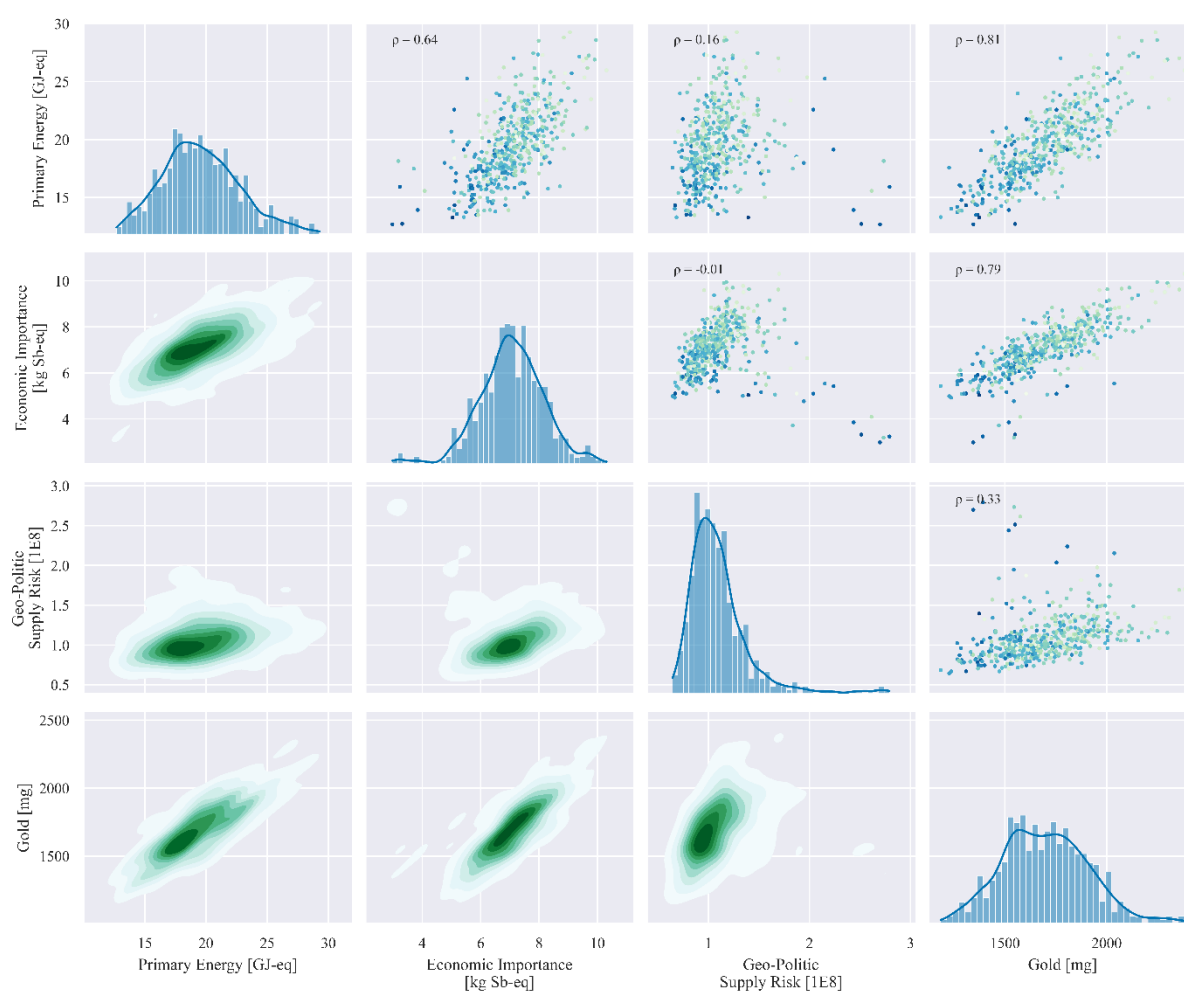 30
25
20
15
Primary Energy [GJ-eq]
ρ = 0.64
ρ = 0.16
ρ = 0.81
10
8
6
4
Economic Importance
[kg Sb-eq]
ρ = -0.01
ρ = 0.79
3.0
2.5
2.0
1.5
1.0
0.5
Geo-Politic
Supply Risk [1E8]
ρ = 0.33
2500
2000
1500
Gold [mg]
15 20 25 30
4 6 8 10
1 2 3
1500 2000
Primary Energy [GJ-eq]
Economic Importance
[kg Sb-eq]
Geo-Politic
Supply Risk [1E8]
Gold [mg]